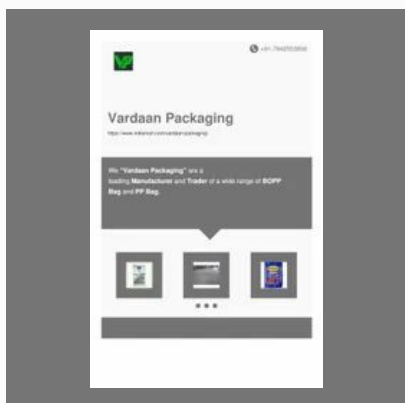 VP
Vardaan Packaging
We "Vardaan Packaging" are a
leading Manufacturer and Trader of a wide range of BOPP
Bag and PP Bag.